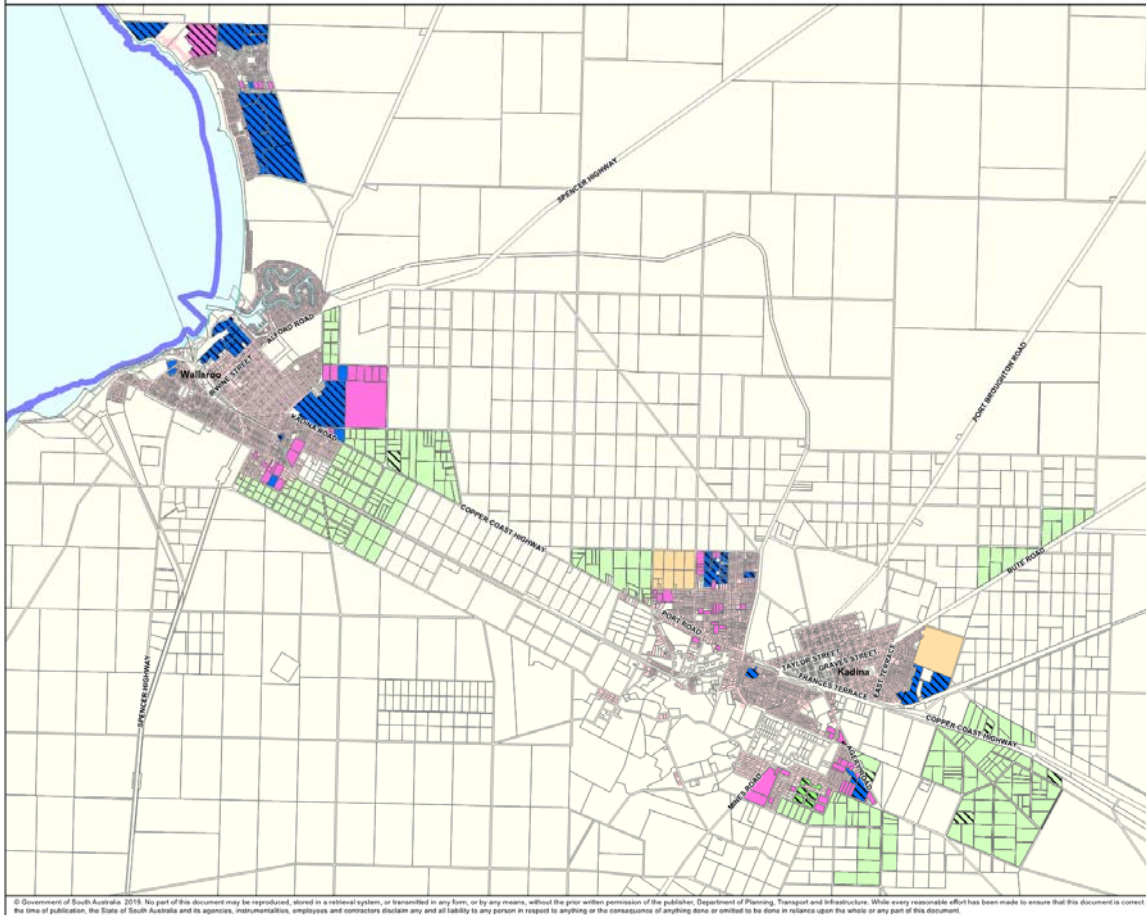 SPENCER HIGHWAY
ALFORD ROAD
Wallaroo
IRWINE STREET
PORT BROUGHTON ROAD
KADINA ROAD
COPPER COAST HIGHWAY
BUTE ROAD
PORT ROAD
TAYLOR STREET
GRAVES STREET
Kadina
EAST TERRACE
FRANCES TERRACE
SPENCER HIGHWAY
COPPER COAST HIGHWAY
AGERY ROAD
MINES ROAD
© Government of South Australia 2019. No part of this document may be reproduced, stored in a retrieval system, or transmitted in any form, or by any means, without the prior written permission of the publisher, Department of Planning, Transport and Infrastructure. While every reasonable effort has been made to ensure that this document is correct
the time of publication, the State of South Australia and its agencies, instrumentalities, employees and contractors disclaim any and all liability to any person in respect to anything or the consequence of anything done or omitted to be done in reliance upon the whole or any part of this document.